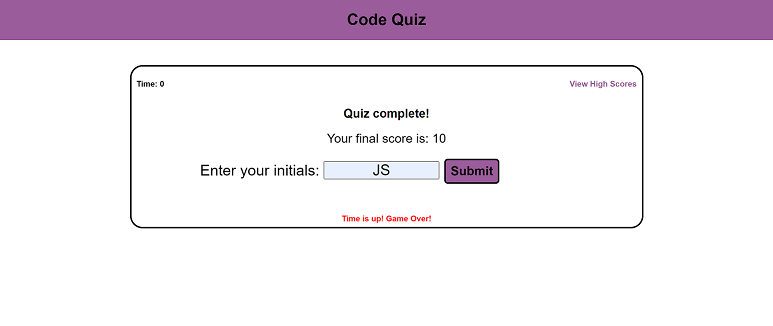 Code Quiz
Time: 0
View High Scores
Quiz complete!
Your final score is: 10
Enter your initials: JS Submit
Time is up! Game Over!